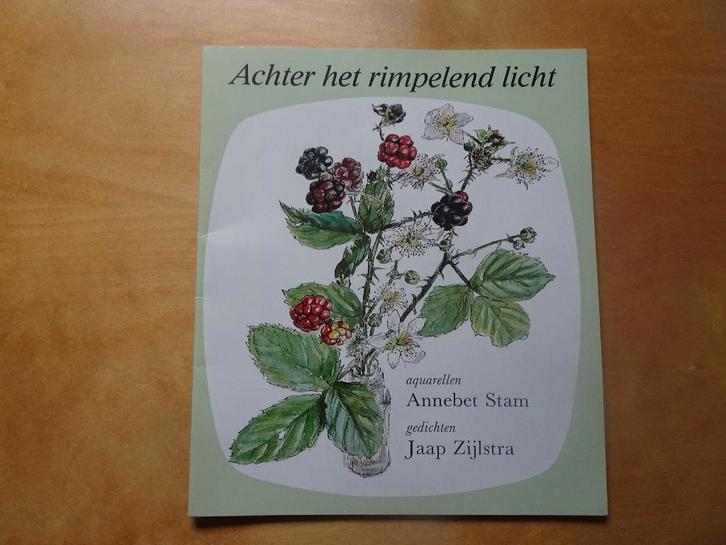 Achter het rimpelend licht
aquarellen
Annebet Stam
gedichten
Jaap Zijlstra